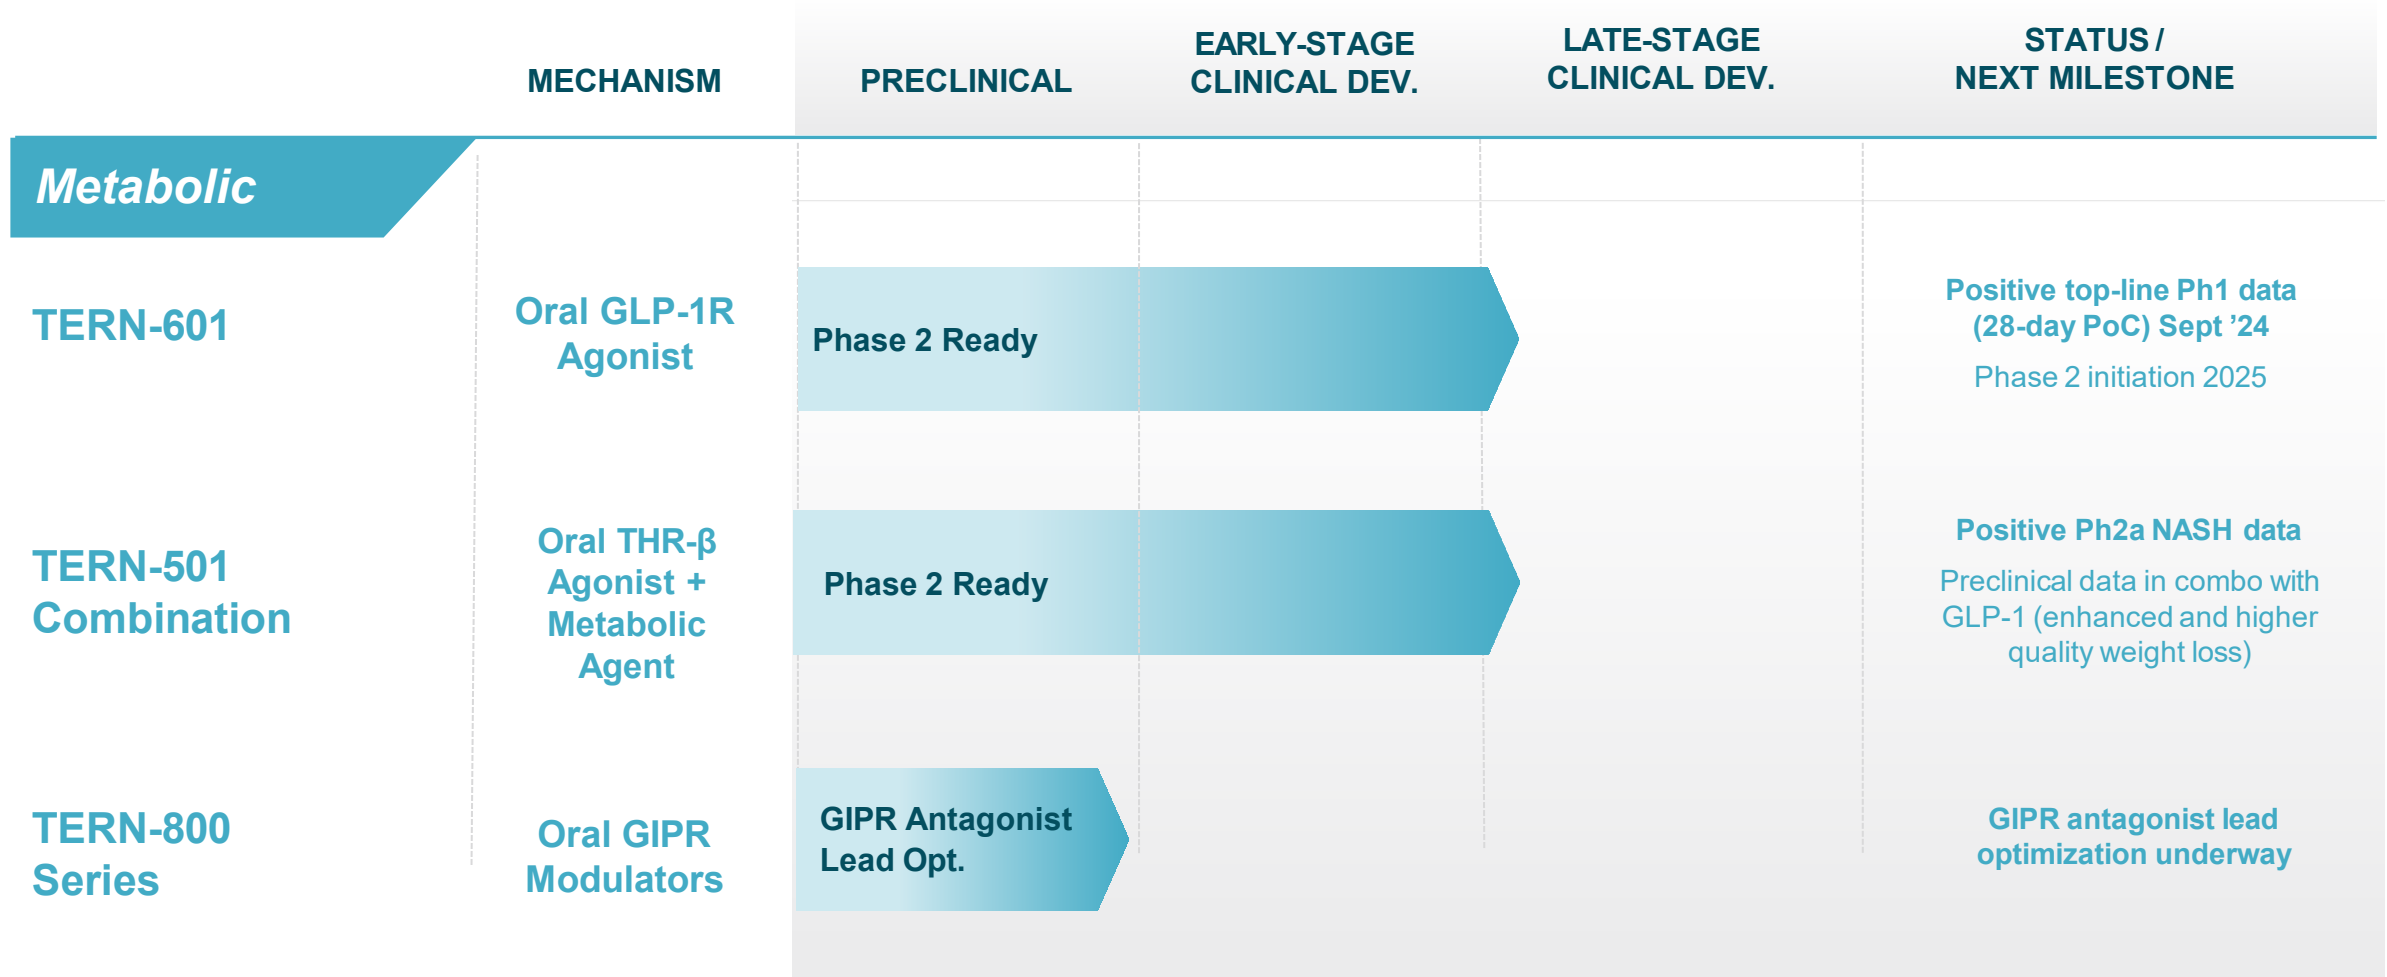 MECHANISM
PRECLINICAL
EARLY-STAGE
CLINICAL DEV.
LATE-STAGE
CLINICAL DEV.
STATUS /
NEXT MILESTONE
Metabolic
TERN-601
Oral GLP-1R
Agonist
Phase 2 Ready
Positive top-line Ph1 data
(28-day PoC) Sept ’24
Phase 2 initiation 2025
TERN-501
Combination
Oral THR-β
Agonist +
Metabolic
Agent
Phase 2 Ready
Positive Ph2a NASH data
Preclinical data in combo with
GLP-1 (enhanced and higher
quality weight loss)
TERN-800
Series
Oral GIPR
Modulators
GIPR Antagonist
Lead Opt.
GIPR antagonist lead
optimization underway